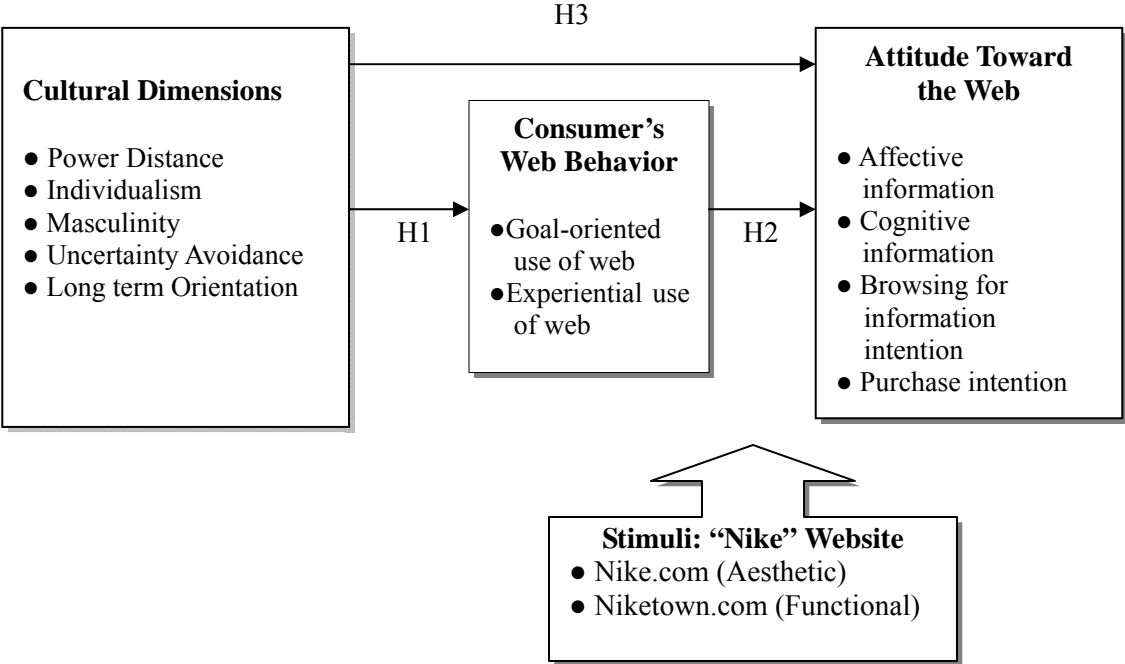 H3
Cultural Dimensions
● Power Distance
● Individualism
● Masculinity
● Uncertainty Avoidance
● Long term Orientation
H1
Consumer’s
Web Behavior
●Goal-oriented
use of web
●Experiential use
of web
H2
Attitude Toward
the Web
● Affective
information
● Cognitive
information
● Browsing for
information
intention
● Purchase intention
Stimuli: “Nike” Website
● Nike.com (Aesthetic)
● Niketown.com (Functional)